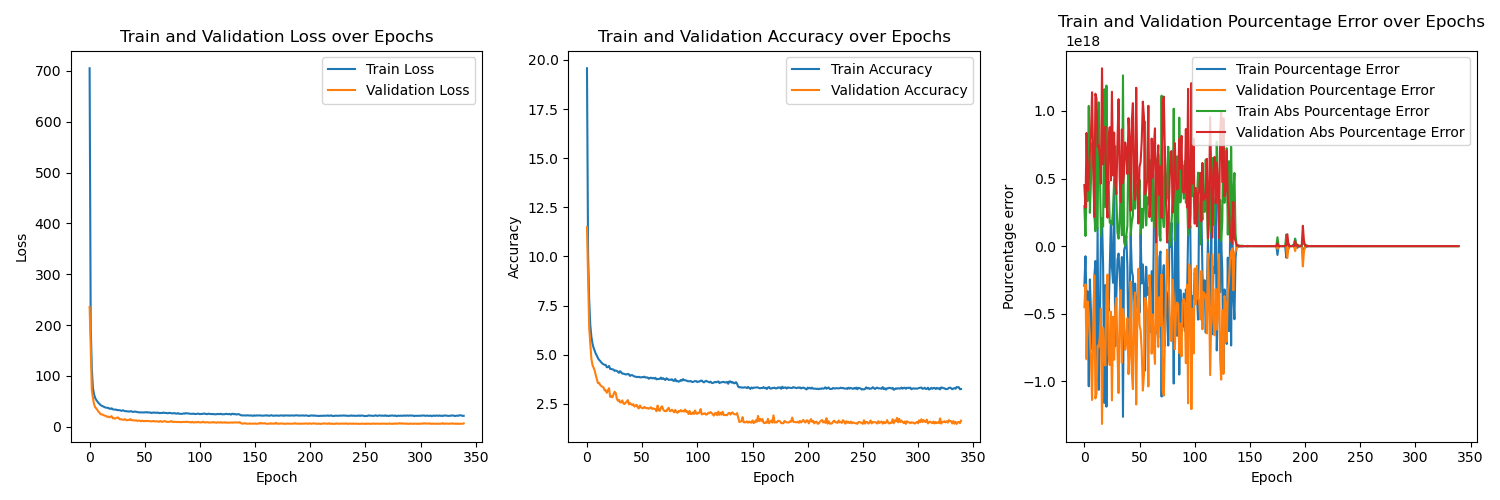 Train and Validation Loss over Epochs
Train Loss
Validation Loss
700
600
500
400
300
200
100
0
Loss
0 50 100 150 200 250 300 350
Epoch
Train and Validation Accuracy over Epochs
Train Accuracy
Validation Accuracy
20.0
17.5
15.0
12.5
10.0
7.5
5.0
2.5
Accuracy
0 50 100 150 200 250 300 350
Epoch
Train and Validation Pourcentage Error over Epochs
1e18
Train Pourcentage Error
Validation Pourcentage Error
Train Abs Pourcentage Error
Validation Abs Pourcentage Error
1.0
0.5
0.0
−0.5
−1.0
Pourcentage error
0 50 100 150 200 250 300 350
Epoch